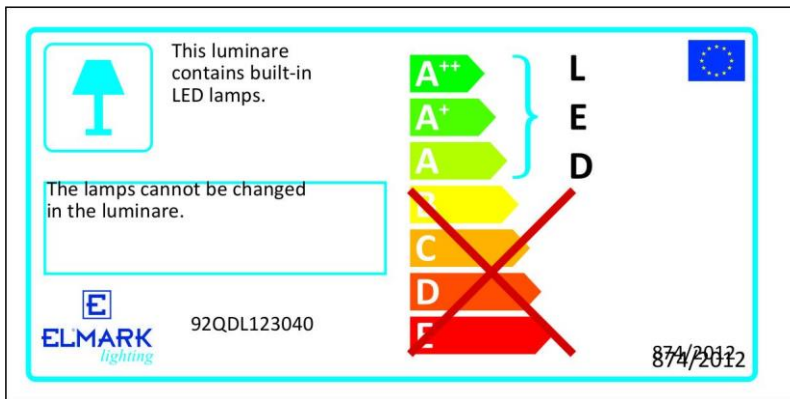 This luminare
contains built-in
LED lamps.
The lamps cannot be changed
in the luminare.
E
ELMARK
lighting
92QDL123040
A++
A+
A
B
C
D
E
L
E
D
874/2012
874/2012